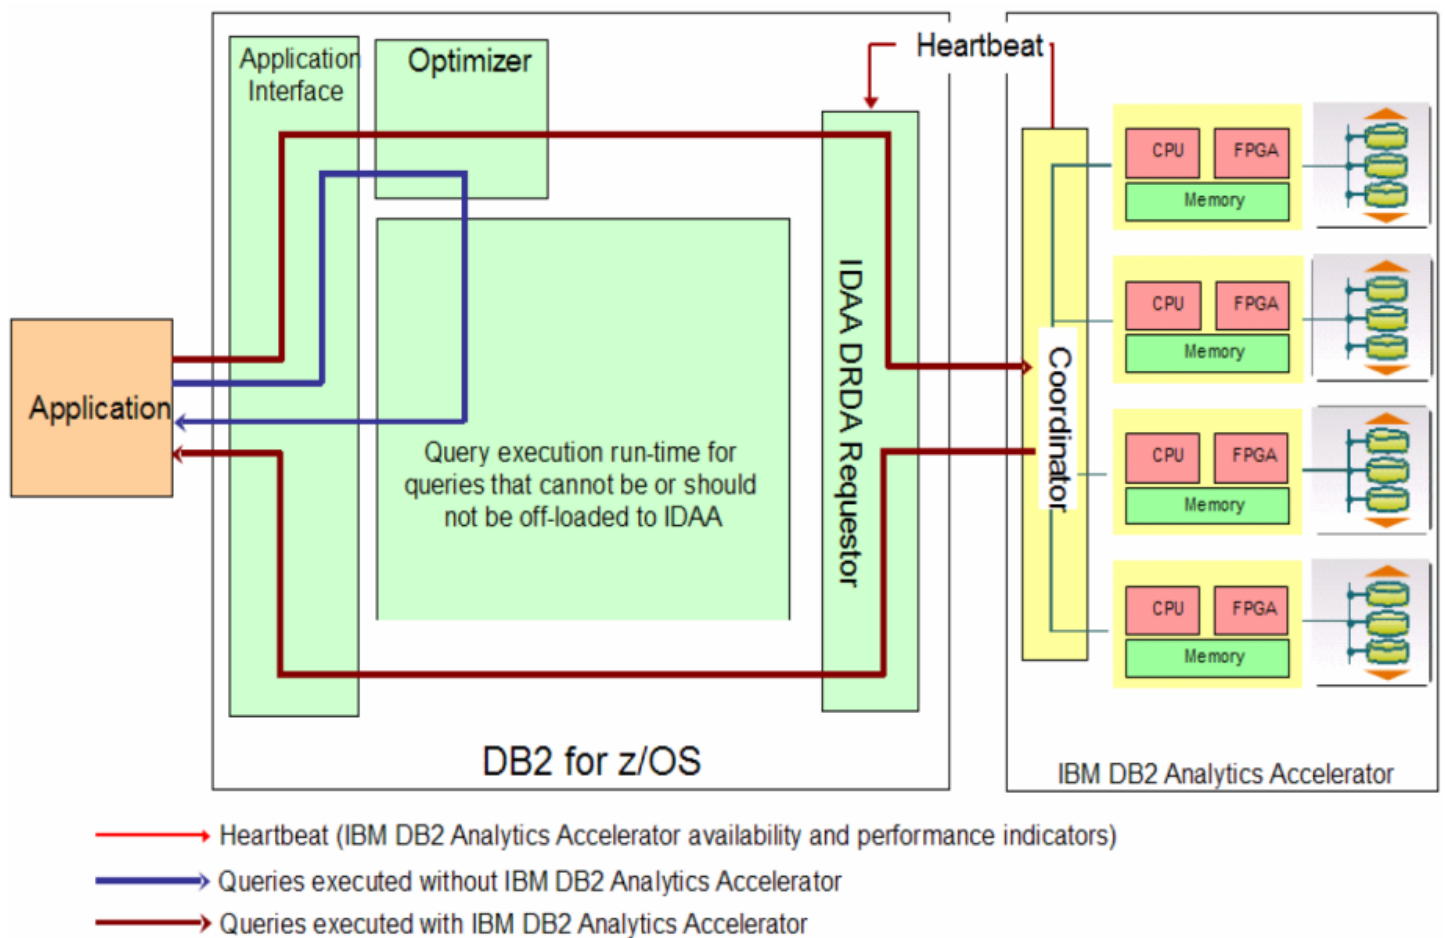 Application
Interface
Optimizer
Heartbeat
Application
Query execution run-time for
queries that cannot be or should
not be off-loaded to IDAA
IDAA DRDA Requestor
Coordinator
CPU
FPGA
Memory
CPU
FPGA
Memory
CPU
FPGA
Memory
CPU
FPGA
Memory
DB2 for z/OS
IBM DB2 Analytics Accelerator
Heartbeat (IBM DB2 Analytics Accelerator availability and performance indicators)
Queries executed without IBM DB2 Analytics Accelerator
Queries executed with IBM DB2 Analytics Accelerator